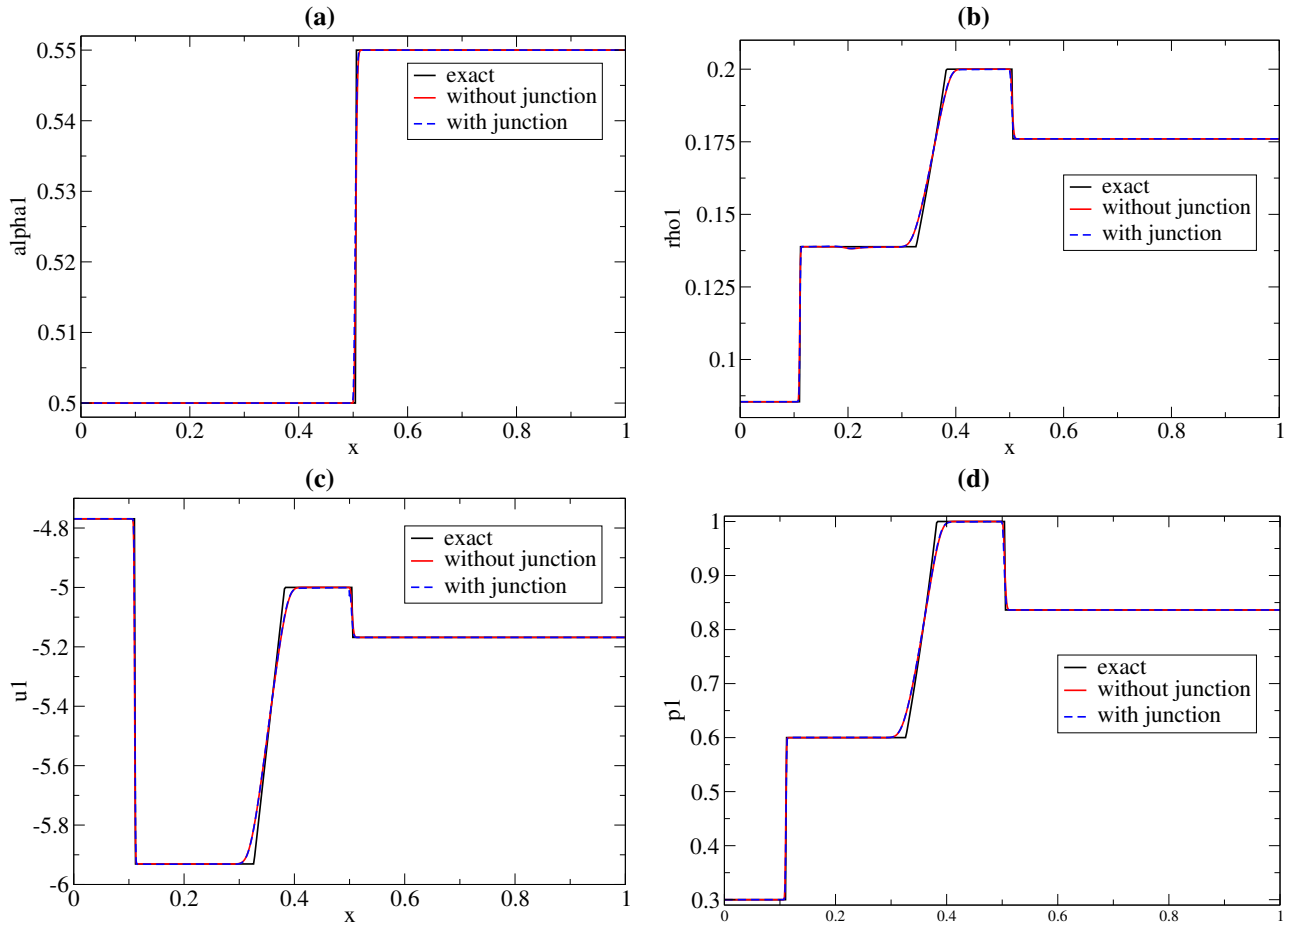 (a)
0.55
0.54
0.53
0.52
0.51
0.5
alpha1
exact
without junction
with junction
0 0.2 0.4 0.6 0.8 1
x
(b)
0.2
0.175
0.15
0.125
0.1
rho1
exact
without junction
with junction
0 0.2 0.4 0.6 0.8 1
x
(c)
-4.8
-5
-5.2
-5.4
-5.6
-5.8
-6
u1
exact
without junction
with junction
0 0.2 0.4 0.6 0.8 1
x
(d)
1
0.9
0.8
0.7
0.6
0.5
0.4
0.3
p1
exact
without junction
with junction
0 0.2 0.4 0.6 0.8 1